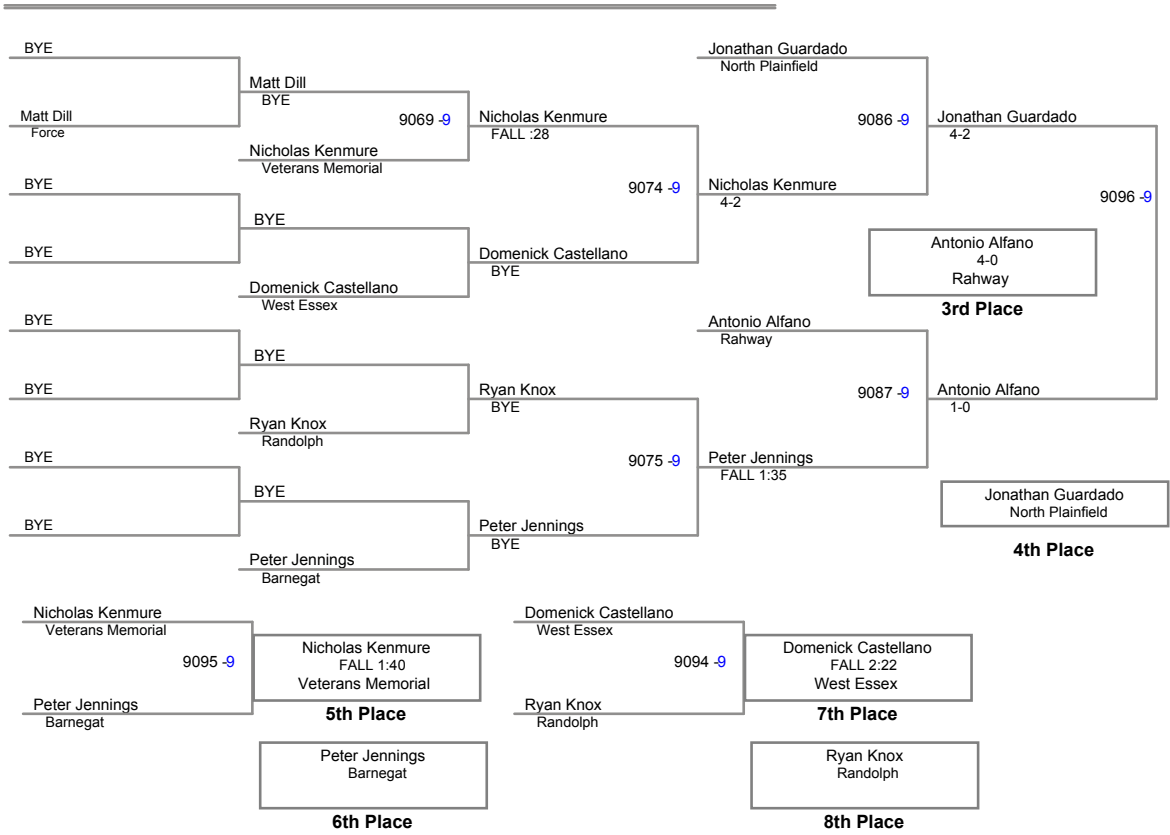 BYE
Matt Dill
Force
BYE
BYE
BYE
BYE
BYE
BYE
Matt Dill
BYE
Nicholas Kenmure
Veterans Memorial
BYE
Domenick Castellano
West Essex
BYE
Ryan Knox
Randolph
BYE
Peter Jennings
Barnegat
9069 -9
Nicholas Kenmure
FALL :28
Domenick Castellano
BYE
Ryan Knox
BYE
Peter Jennings
BYE
9074 -9
9075 -9
Jonathan Guardado
North Plainfield
Nicholas Kenmure
4-2
Antonio Alfano
Rahway
Peter Jennings
FALL 1:35
9086 -9
9087 -9
Jonathan Guardado
4-2
Antonio Alfano
1-0
9096 -9
Antonio Alfano
4-0
Rahway
3rd Place
Jonathan Guardado
North Plainfield
4th Place
Nicholas Kenmure
Veterans Memorial
9095 -9
Peter Jennings
Barnegat
Nicholas Kenmure
FALL 1:40
Veterans Memorial
5th Place
Peter Jennings
Barnegat
6th Place
Domenick Castellano
West Essex
9094 -9
Ryan Knox
Randolph
Domenick Castellano
FALL 2:22
West Essex
7th Place
Ryan Knox
Randolph
8th Place